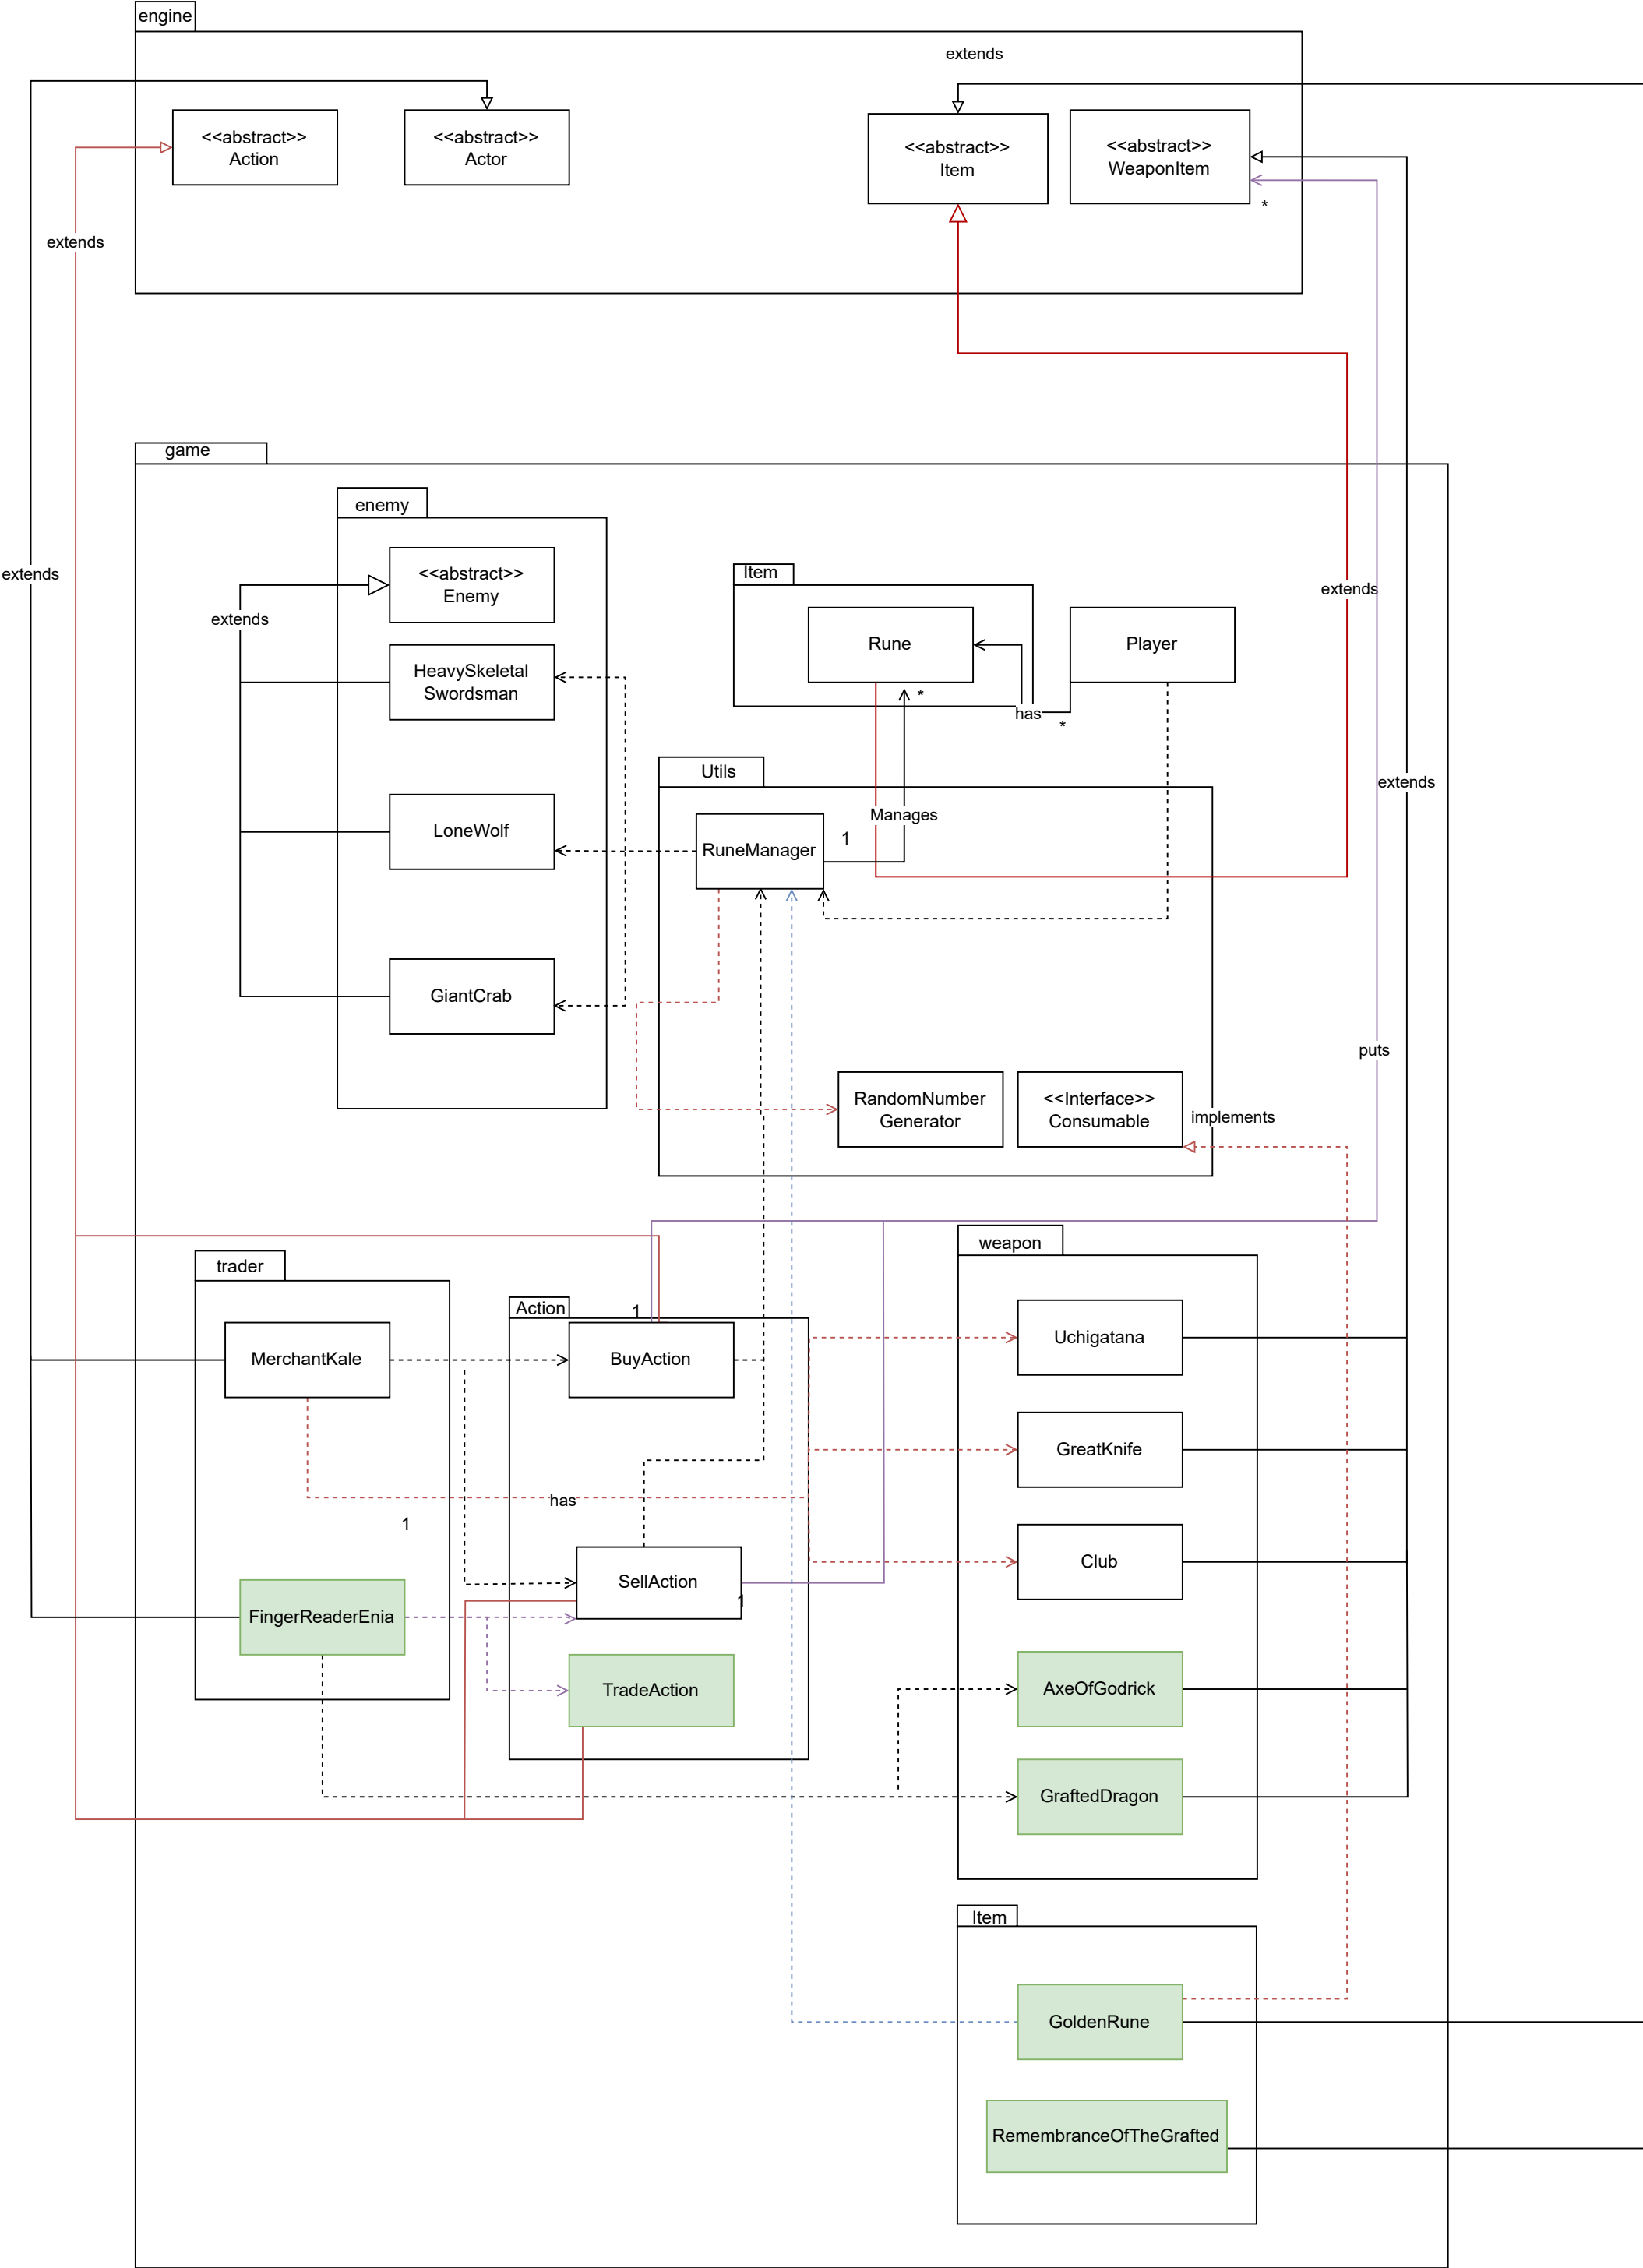 engine
extends
<<abstract>>
Action
<<abstract>>
Actor
<<abstract>>
Item
<<abstract>>
WeaponItem
*
extends
game
enemy
<<abstract>>
Enemy
extends
extends
Item
Rune
Player
extends
HeavySkeletal
Swordsman
*
has
*
Utils
extends
Manages
1
RuneManager
LoneWolf
GiantCrab
puts
RandomNumber
Generator
<<Interface>>
Consumable
implements
trader
weapon
Action
1
MerchantKale
BuyAction
Uchigatana
GreatKnife
has
1
Club
SellAction
1
FingerReaderEnia
TradeAction
AxeOfGodrick
GraftedDragon
Item
GoldenRune
RemembranceOfTheGrafted